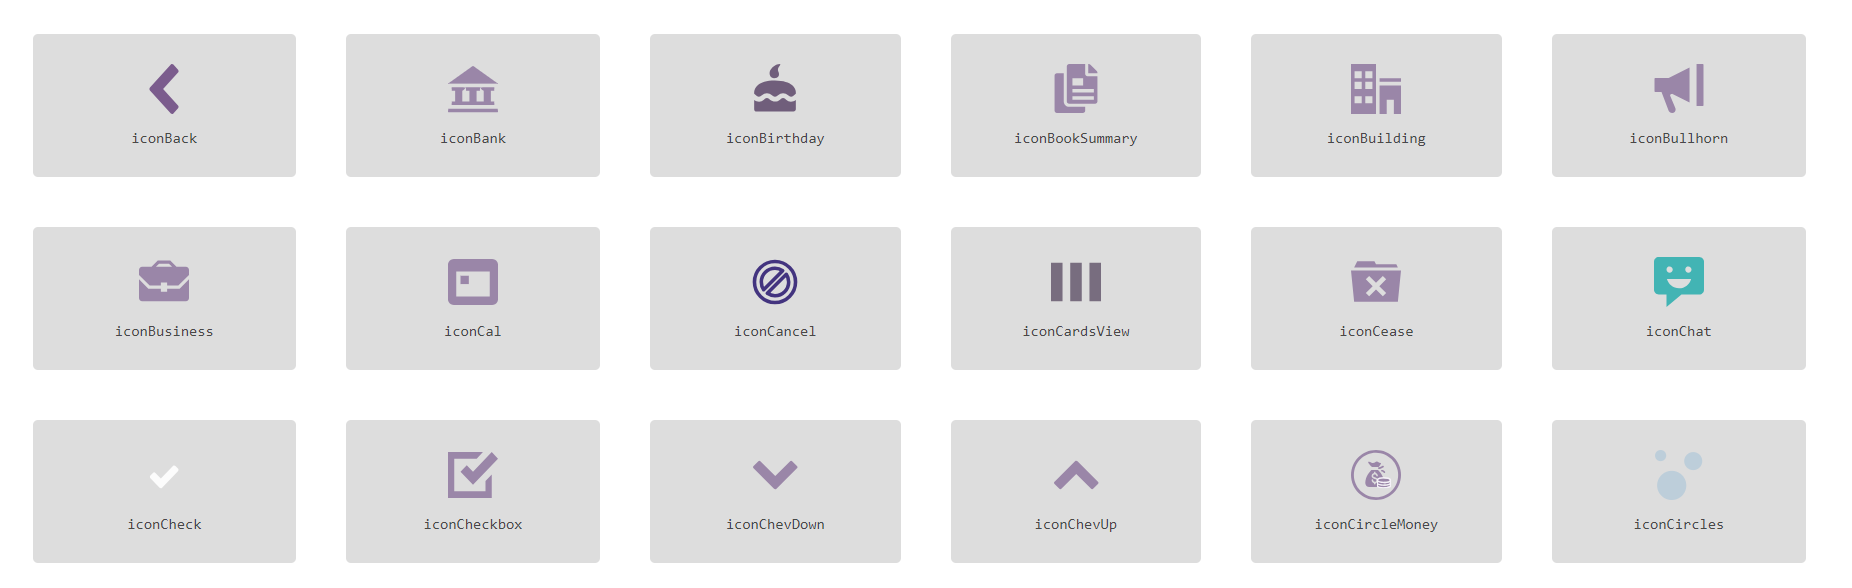 iconBack
iconBank
iconBirthday
iconBookSummary
iconBuilding
iconBullhorn
iconBusiness
iconCal
iconCancel
iconCardsView
iconCease
iconChat
iconCheck
iconCheckbox
iconChevDown
iconChevUp
iconCircleMoney
iconCircles